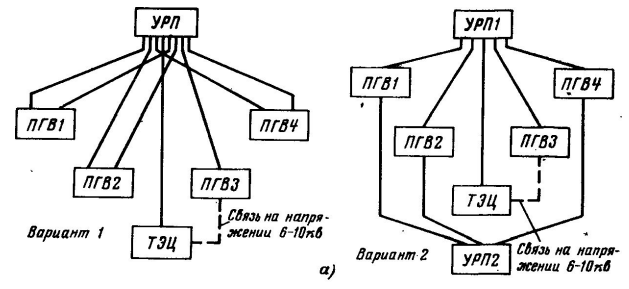 УРП
ПГВ1
ПГВ4
ПГВ2
ПГВ3
Связь на напря-
жении 6-10кв
ТЭЦ
Вариант 1
УРП1
ПГВ1
ПГВ4
ПГВ2
ПГВ3
ТЭЦ
Вариант 2
УРП2
Связь на напря-
жении 6-10кв
а)